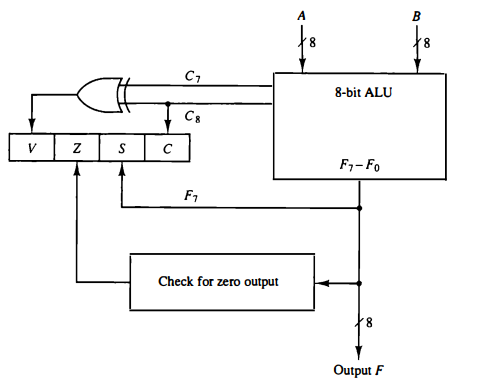 A
B
8
8
C₇
8-bit ALU
C₈
V Z S C
F₇-F₀
F₇
Check for zero output
8
Output F